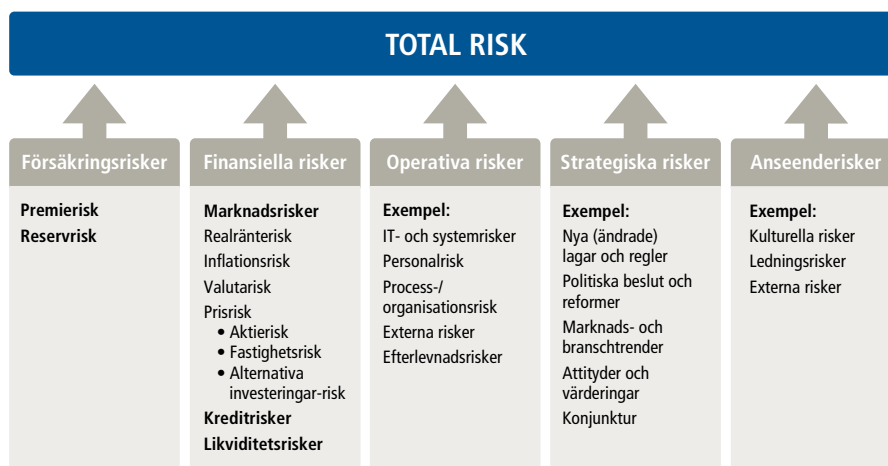 TOTAL RISK
Försäkringsrisker
Premierisk
Reservrisk
Finansiella risker
Marknadsrisker
Realränterisk
Inflationsrisk
Valutarisk
Prisrisk
• Aktierisk
• Fastighetsrisk
• Alternativa
investeringar-risk
Kreditrisker
Likviditetsrisker
Operativa risker
Exempel:
IT- och systemrisker
Personalrisk
Process-/
organisationsrisk
Externa risker
Efterlevnadsrisker
Strategiska risker
Exempel:
Nya (ändrade)
lagar och regler
Politiska beslut och
reformer
Marknads- och
branschtrender
Attityder och
värderingar
Konjunktur
Anseenderisker
Exempel:
Kulturella risker
Ledningsrisker
Externa risker